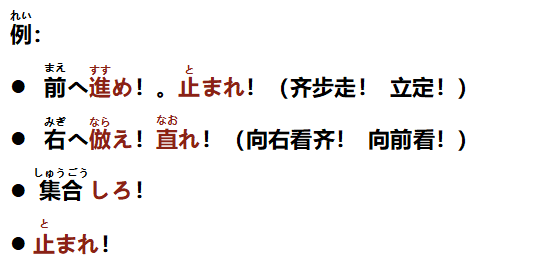 れい
例：
まえ すす と
● 前へ進め！。止まれ！（齐步走！ 立定！）
みぎ なら なお
● 右へ倣え！直れ！（向右看齐！ 向前看！）
しゅうごう
● 集合しろ！
と
● 止まれ！